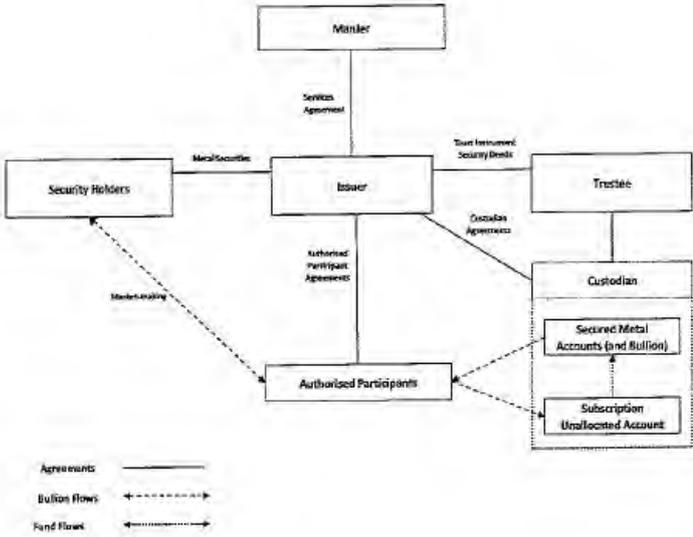 ManJer
Services
Agreement
Metal Securities
Trust Instrument
Security Deeds
Security Holders
Issuer
Trustee
Custodian
Agreements
Authorised
Participant
Agreements
Custodian
Market-making
Secured Metal
Accounts (and Bullion)
Authorised Participants
Subscription
Unallocated Account
Agreements
Bullion Flows
Fund Flows